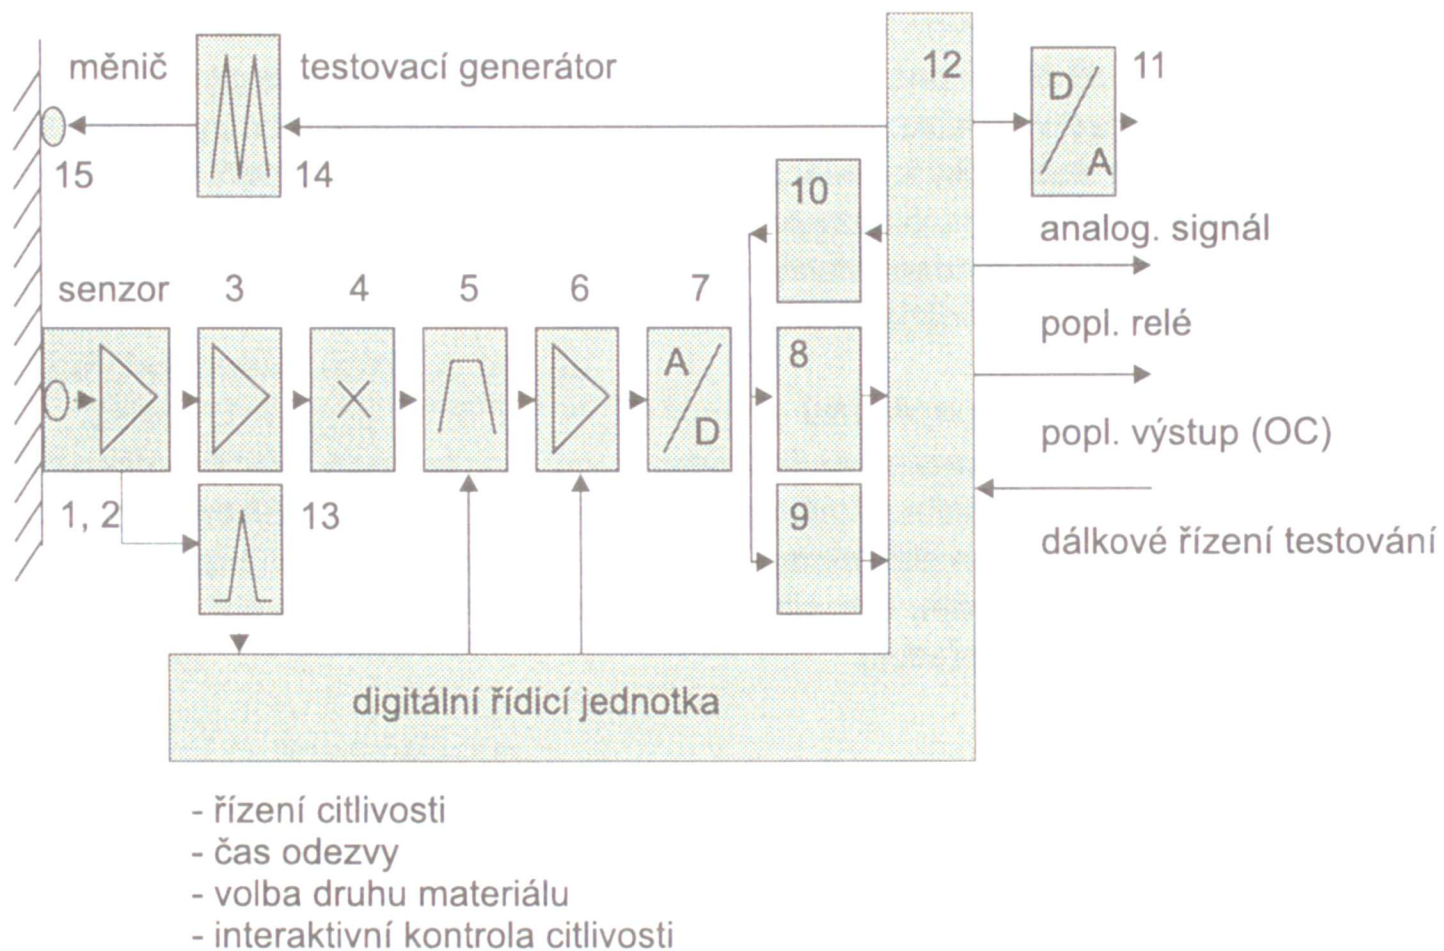 měnič
testovací generátor
12
11
D
A
15
14
10
analog. signál
senzor
3
4
5
6
7
popl. relé
A
D
8
popl. výstup (OC)
1, 2
13
9
dálkové řízení testování
digitální řídicí jednotka
- řízení citlivosti
- čas odezvy
- volba druhu materiálu
- interaktivní kontrola citlivosti